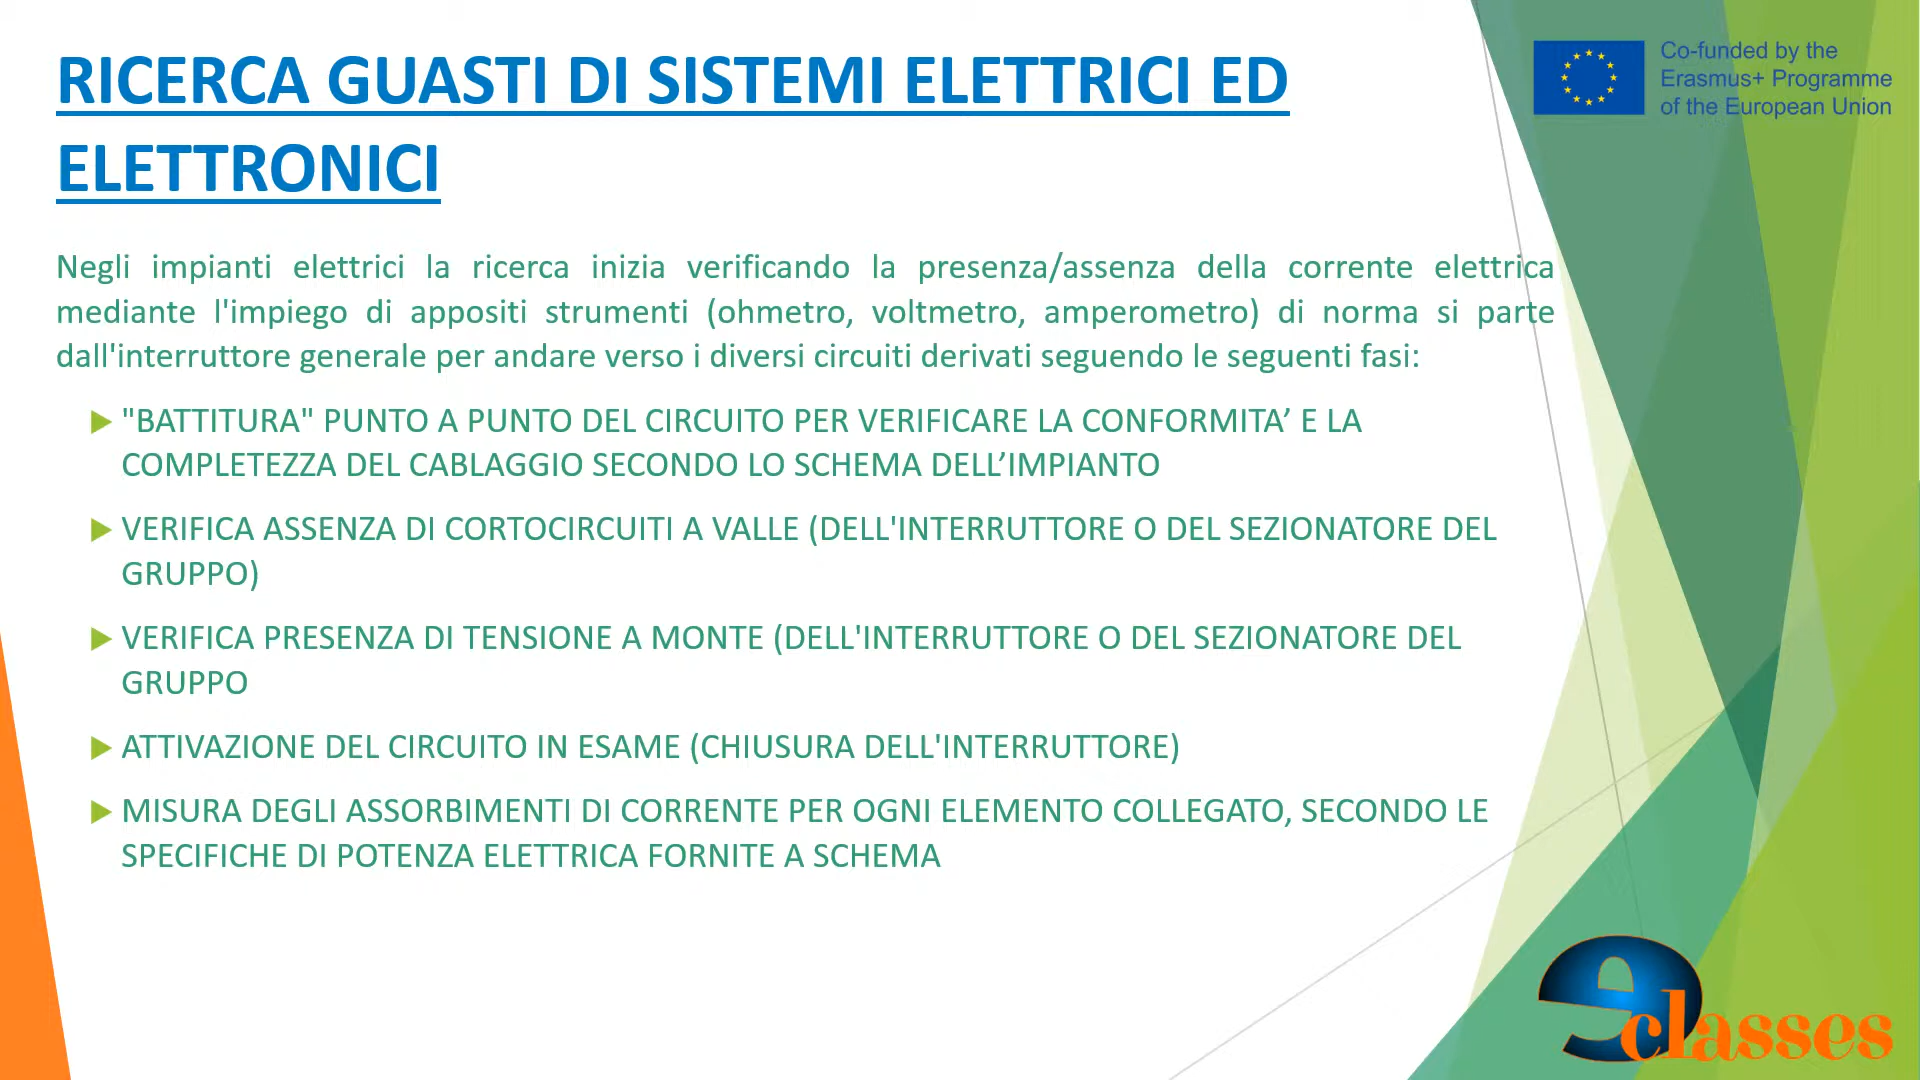 RICERCA GUASTI DI SISTEMI ELETTRICI ED
ELETTRONICI
Co-funded by the
Erasmus+ Programme
of the European Union
Negli impianti elettrici la ricerca inizia verificando la presenza/assenza della corrente elettrica
mediante l'impiego di appositi strumenti (ohmetro, voltmetro, amperometro) di norma si parte
dall'interruttore generale per andare verso i diversi circuiti derivati seguendo le seguenti fasi:
"BATTITURA" PUNTO A PUNTO DEL CIRCUITO PER VERIFICARE LA CONFORMITA’ E LA
COMPLETEZZA DEL CABLAGGIO SECONDO LO SCHEMA DELL’IMPIANTO
VERIFICA ASSENZA DI CORTOCIRCUITI A VALLE (DELL'INTERRUTTORE O DEL SEZIONATORE DEL
GRUPPO)
VERIFICA PRESENZA DI TENSIONE A MONTE (DELL'INTERRUTTORE O DEL SEZIONATORE DEL
GRUPPO
ATTIVAZIONE DEL CIRCUITO IN ESAME (CHIUSURA DELL'INTERRUTTORE)
MISURA DEGLI ASSORBIMENTI DI CORRENTE PER OGNI ELEMENTO COLLEGATO, SECONDO LE
SPECIFICHE DI POTENZA ELETTRICA FORNITE A SCHEMA
e classes